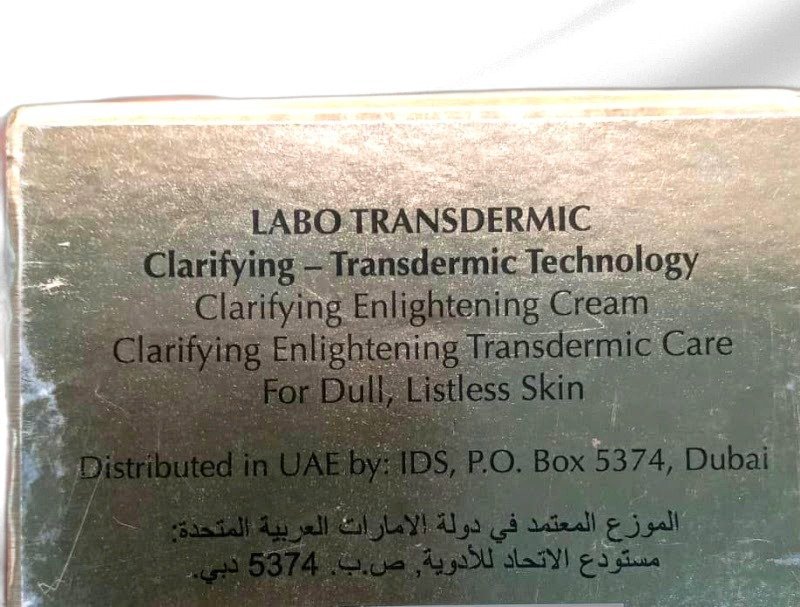 LABO TRANSDERMIC
Clarifying – Transdermic Technology
Clarifying Enlightening Cream
Clarifying Enlightening Transdermic Care
For Dull, Listless Skin
Distributed in UAE by: IDS, P.O. Box 5374, Dubai
الموزع المعتمد في دولة الامارات العربية المتحدة:
مستودع الاتحاد للأدوية, ص.ب. 5374 دبي.